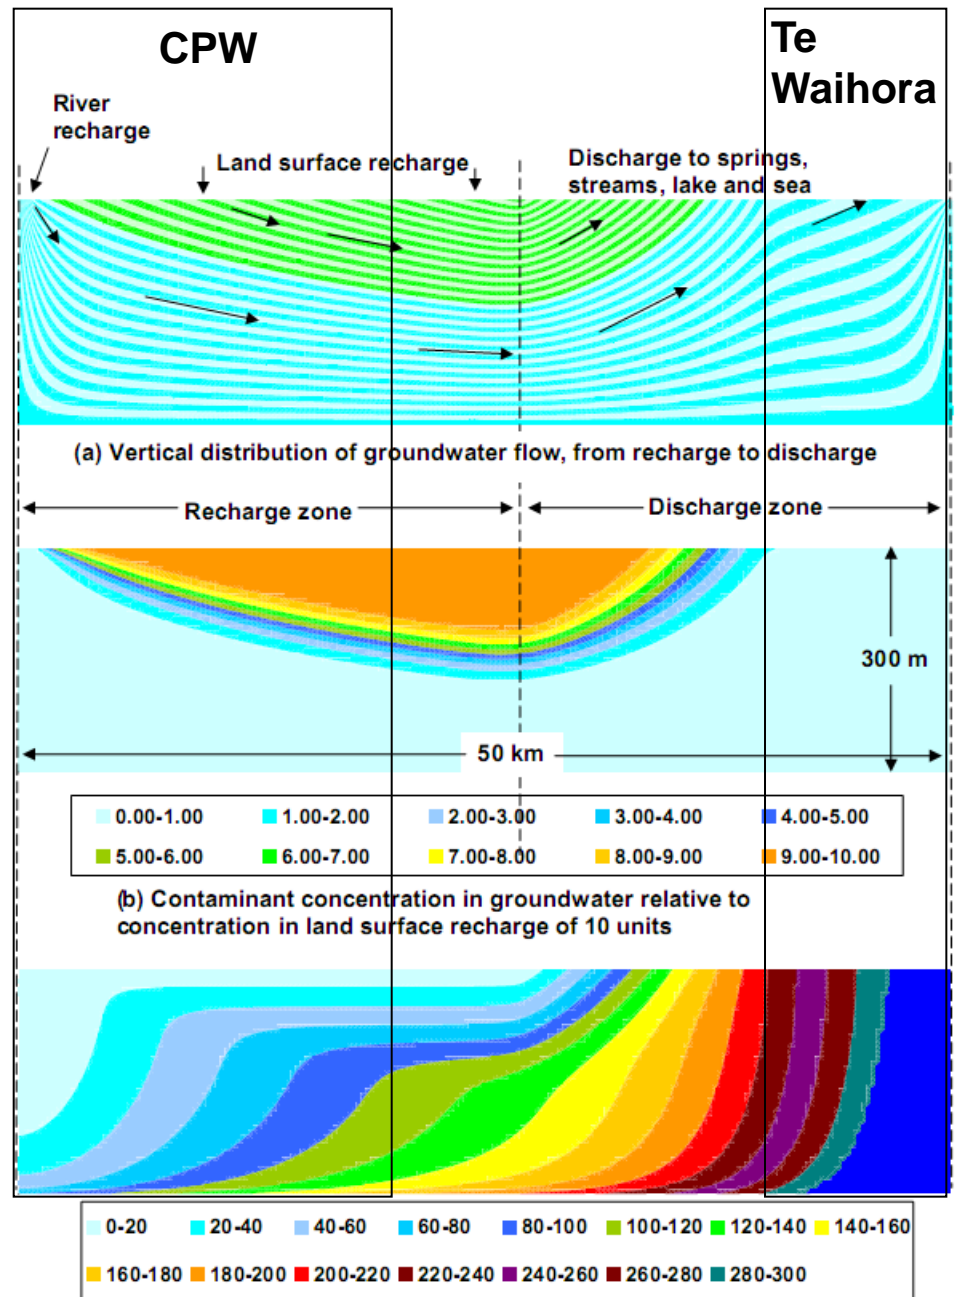 CPW
Te
Waihora
River
recharge
Land surface recharge
Discharge to springs,
streams, lake and sea
(a) Vertical distribution of groundwater flow, from recharge to discharge
Recharge zone
Discharge zone
300 m
50 km
0.00-1.00 1.00-2.00 2.00-3.00 3.00-4.00 4.00-5.00
5.00-6.00 6.00-7.00 7.00-8.00 8.00-9.00 9.00-10.00
(b) Contaminant concentration in groundwater relative to
concentration in land surface recharge of 10 units
0-20 20-40 40-60 60-80 80-100 100-120 120-140 140-160
160-180 180-200 200-220 220-240 240-260 260-280 280-300